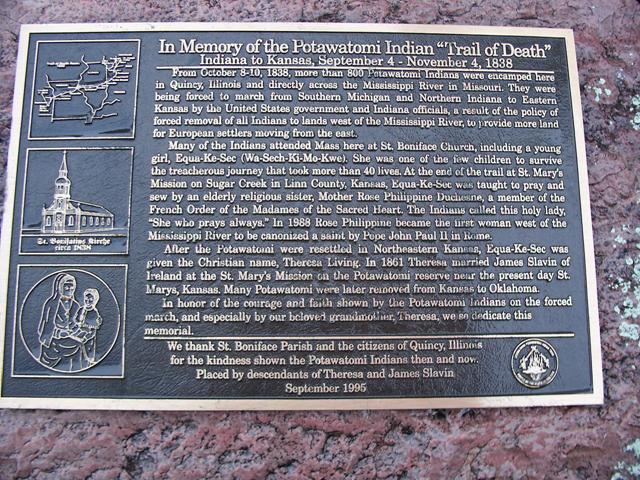 In Memory of the Potawatomi Indian "Trail of Death"
Indiana to Kansas, September 4 - November 4, 1838
From October 8-10, 1838, more than 800 Potawatomi Indians were encamped here
in Quincy, Illinois and directly across the Mississippi River in Missouri. They were
being forced to march from Southern Michigan and Northern Indiana to Eastern
Kansas by the United States government and Indiana officials, a result of the policy of
forced removal of all Indians to lands west of the Mississippi River, to provide more land
for European settlers moving from the east.
Many of the Indians attended Mass here at St. Boniface Church, including a young
girl, Equa-Ke-Sec (Wa-Sech-Ki-Mo-Kwe). She was one of the few children to survive
the treacherous journey that took more than 40 lives. At the end of the trail at St. Mary's
Mission on Sugar Creek in Linn County, Kansas, Equa-Ke-Sec was taught to pray and
sew by an elderly religious sister, Mother Rose Philippine Duchesne, a member of the
French Order of the Madames of the Sacred Heart. The Indians called this holy lady,
"She who prays always." In 1988 Rose Philippine became the first woman west of the
Mississippi River to be canonized a saint by Pope John Paul II in Rome.
After the Potawatomi were resettled in Northeastern Kansas, Equa-Ke-Sec was
given the Christian name, Theresa Living. In 1861 Theresa married James Slavin of
Ireland at the St. Mary's Mission on the Potawatomi reserve near the present day St.
Marys, Kansas. Many Potawatomi were later removed from Kansas to Oklahoma.
In honor of the courage and faith shown by the Potawatomi Indians on the forced
march, and especially by our beloved grandmother, Theresa, we so dedicate this
memorial.
We thank St. Boniface Parish and the citizens of Quincy, Illinois
for the kindness shown the Potawatomi Indians then and now.
Placed by descendants of Theresa and James Slavin
September 1995
St. Bonifatius Kirche
circa 1838